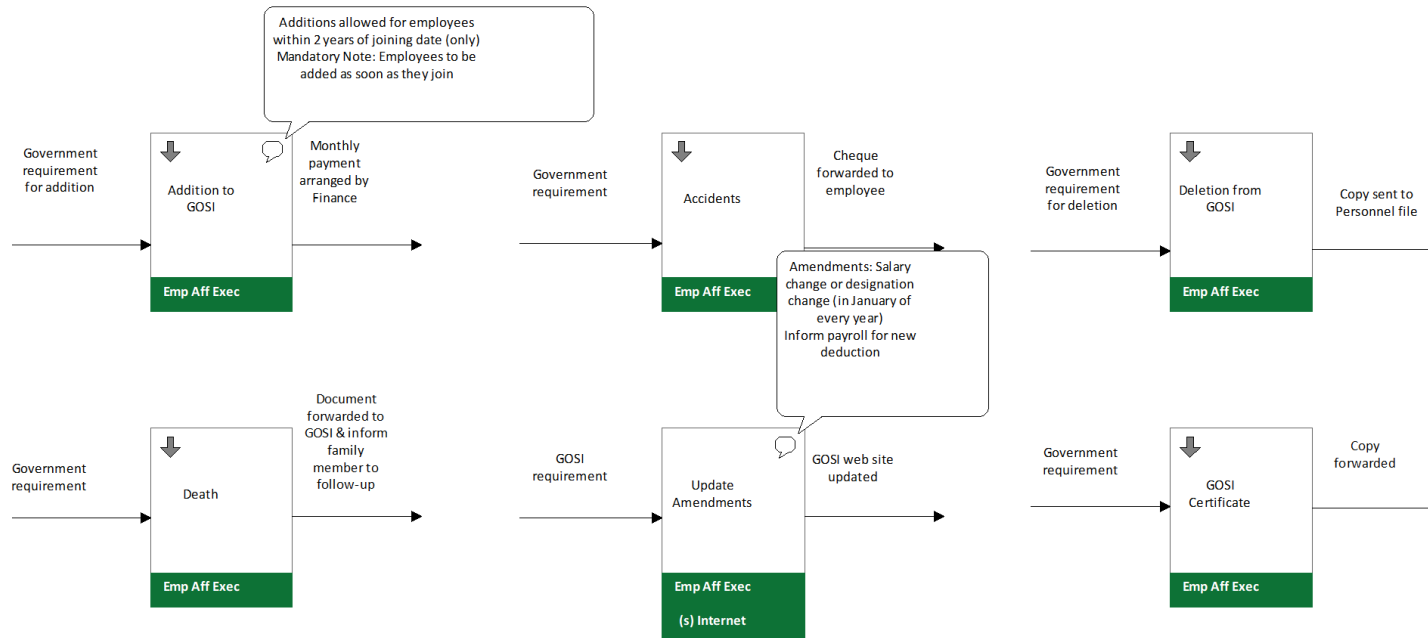 Additions allowed for employees
within 2 years of joining date (only)
Mandatory Note: Employees to be
added as soon as they join
Government
requirement
for addition
Addition to
GOSI
Emp Aff Exec
Monthly
payment
arranged by
Finance
Government
requirement
Accidents
Emp Aff Exec
Cheque
forwarded to
employee
Government
requirement
for deletion
Deletion from
GOSI
Emp Aff Exec
Copy sent to
Personnel file
Amendments: Salary
change or designation
change (in January of
every year)
Inform payroll for new
deduction
Government
requirement
Death
Emp Aff Exec
Document
forwarded to
GOSI & inform
family
member to
follow-up
GOSI
requirement
Update
Amendments
Emp Aff Exec
(s) Internet
GOSI web site
updated
Government
requirement
GOSI
Certificate
Emp Aff Exec
Copy
forwarded